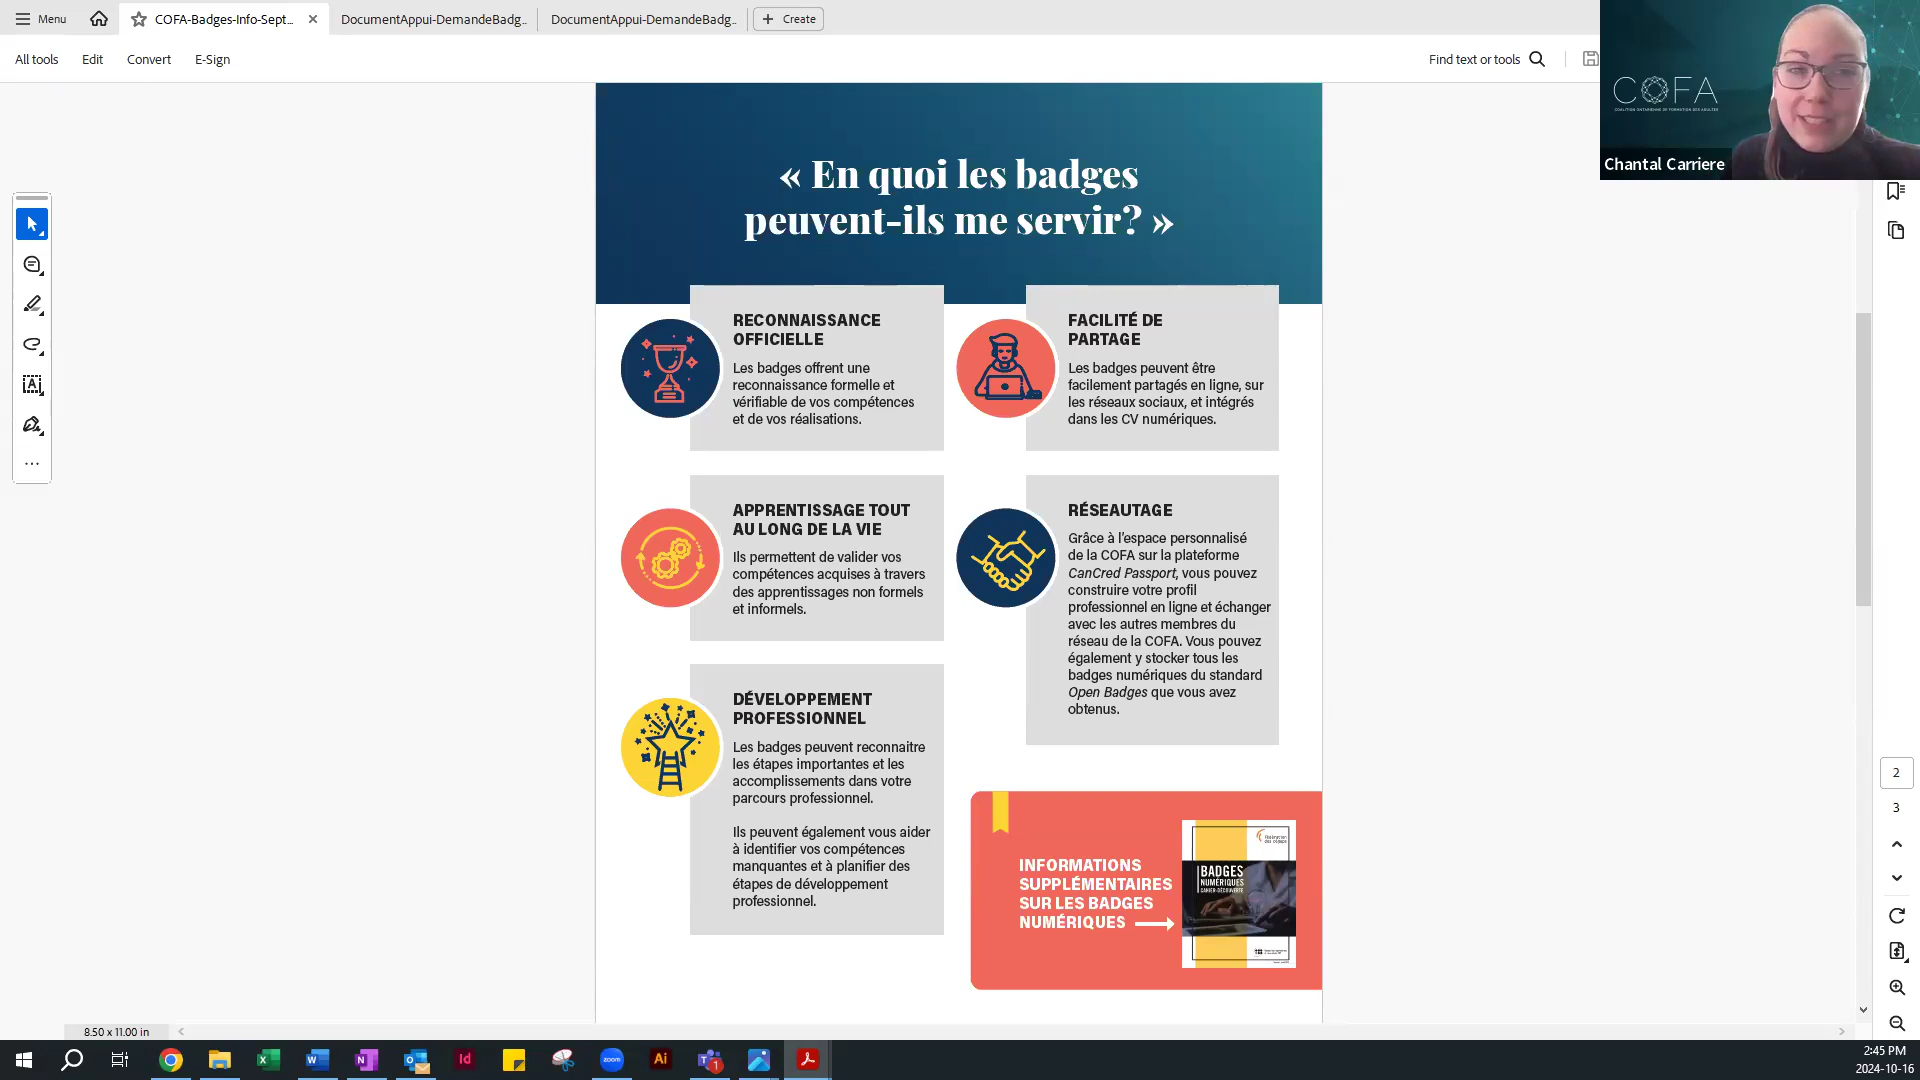 Menu
COFA-Badges-Info-Sept...
DocumentAppui-DemandeBadg...
DocumentAppui-DemandeBadg...
Create
All tools
Edit
Convert
E-Sign
Find text or tools
COFA
COALITION ONTARIENNE DE FORMATION DES ADULTES
Chantal Carriere
« En quoi les badges
peuvent-ils me servir? »
RECONNAISSANCE
OFFICIELLE
Les badges offrent une
reconnaissance formelle et
vérifiable de vos compétences
et de vos réalisations.
FACILITÉ DE
PARTAGE
Les badges peuvent être
facilement partagés en ligne, sur
les réseaux sociaux, et intégrés
dans les CV numériques.
APPRENTISSAGE TOUT
AU LONG DE LA VIE
Ils permettent de valider vos
compétences acquises à travers
des apprentissages non formels
et informels.
RÉSEAUTAGE
Grâce à l'espace personnalisé
de la COFA sur la plateforme
CanCred Passport, vous pouvez
construire votre profil
professionnel en ligne et échanger
avec les autres membres du
réseau de la COFA. Vous pouvez
également y stocker tous les
badges numériques du standard
Open Badges que vous avez
obtenus.
DÉVELOPPEMENT
PROFESSIONNEL
Les badges peuvent reconnaitre
les étapes importantes et les
accomplissements dans votre
parcours professionnel.
Ils peuvent également vous aider
à identifier vos compétences
manquantes et à planifier des
étapes de développement
professionnel.
INFORMATIONS
SUPPLÉMENTAIRES
SUR LES BADGES
NUMÉRIQUES
BADGES
NUMÉRIQUES
CAHIER-DÉCOUVERTE
2
3
8.50 x 11.00 in
2:45 PM
2024-10-16